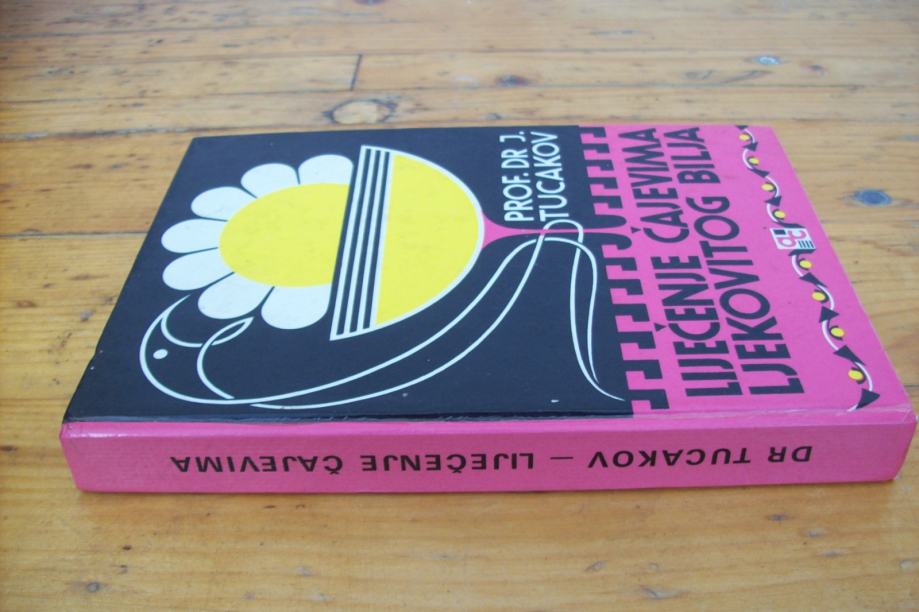 PROF. DR J.
TUCAKOV
LIJEČENJE ČAJEVIMA
LJEKOVITOG BILJA
DR TUCAKOV — LIJEČENJE ČAJEVIMA